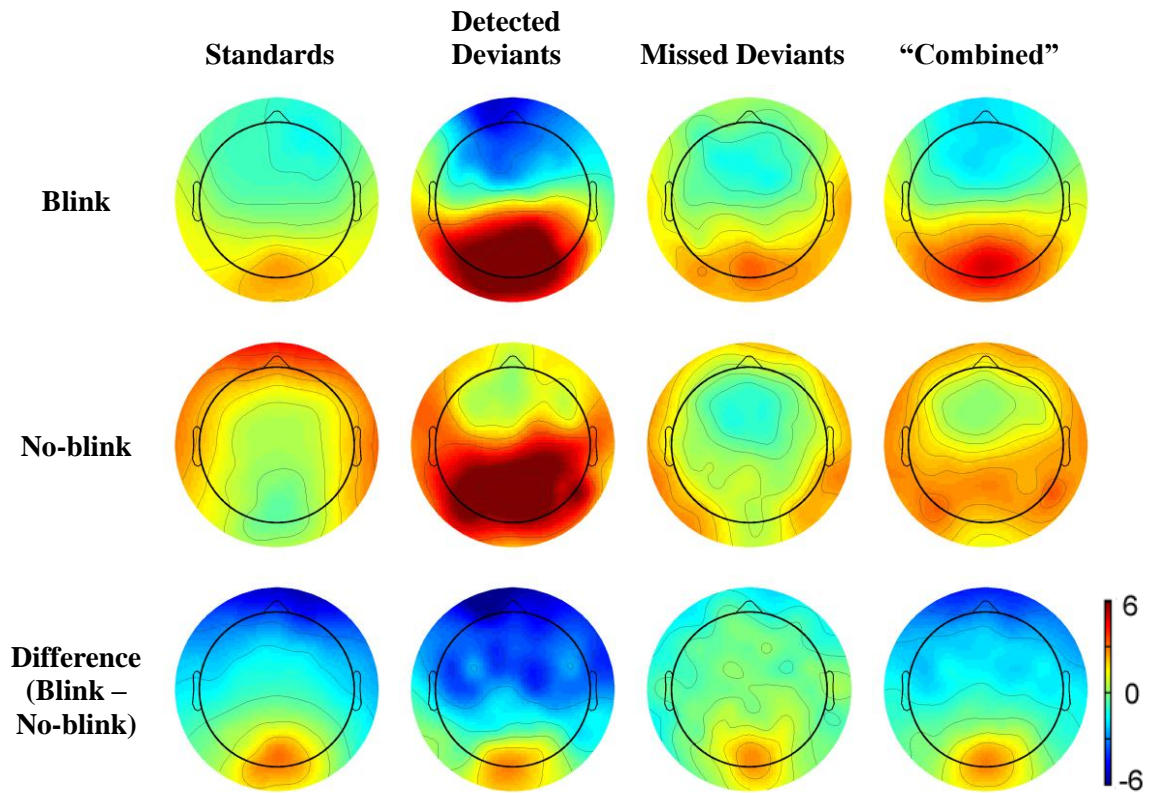 Detected
Standards Deviants Missed Deviants “Combined”
Blink
No-blink
Difference
(Blink –
No-blink)
6
0
-6